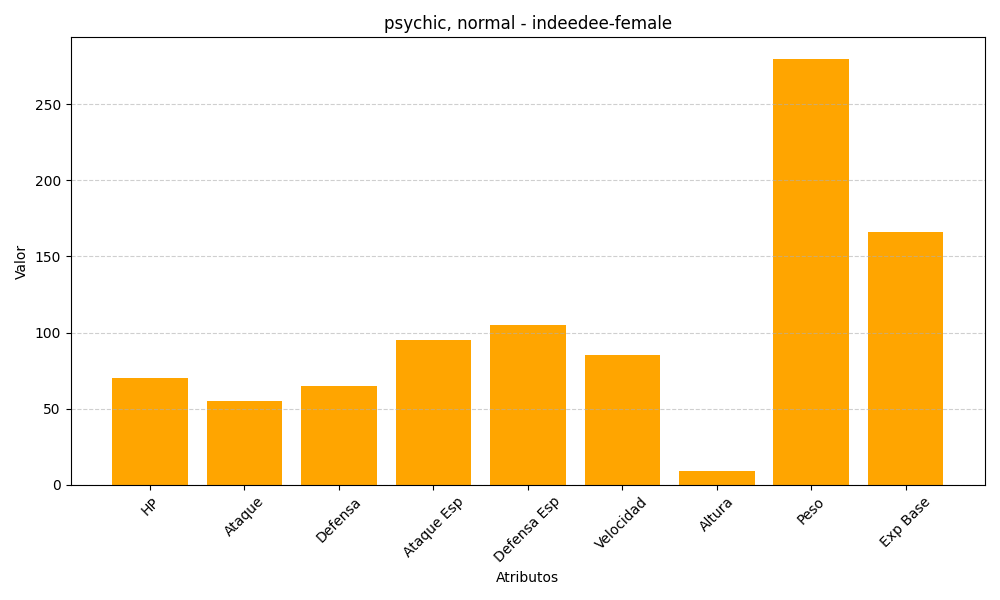 psychic, normal - indeedee-female
Valor
250
200
150
100
50
0
HP
Ataque
Defensa
Ataque Esp
Defensa Esp
Velocidad
Altura
Peso
Exp Base
Atributos